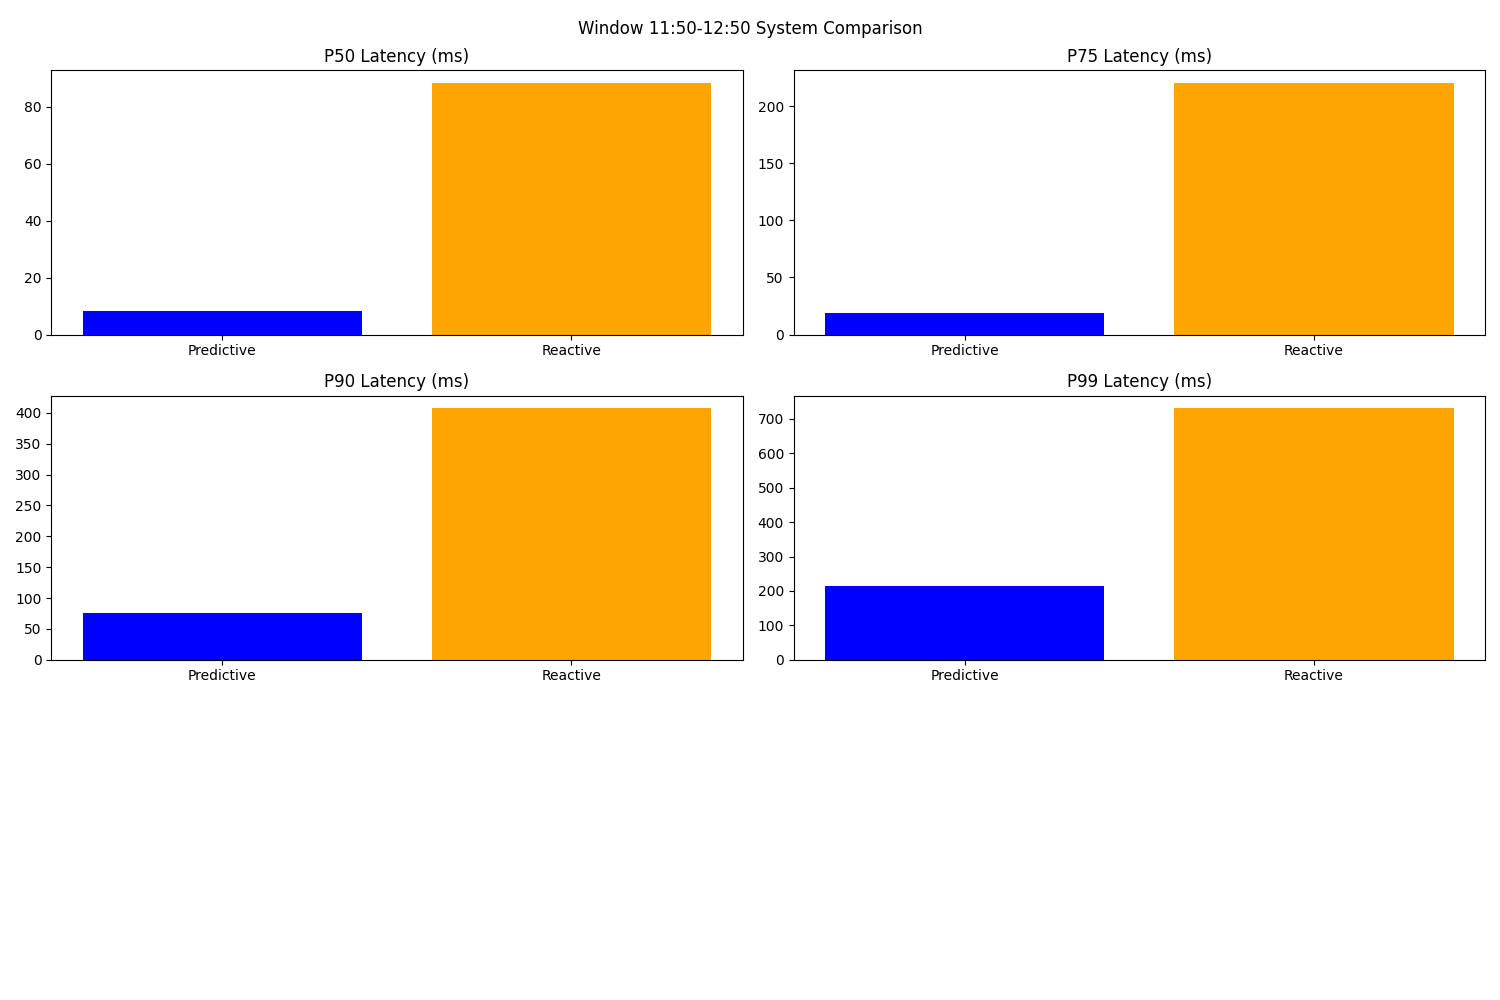 Window 11:50-12:50 System Comparison
P50 Latency (ms)
80
60
40
20
0
Predictive
Reactive
P75 Latency (ms)
200
150
100
50
0
Predictive
Reactive
P90 Latency (ms)
400
350
300
250
200
150
100
50
0
Predictive
Reactive
P99 Latency (ms)
700
600
500
400
300
200
100
0
Predictive
Reactive